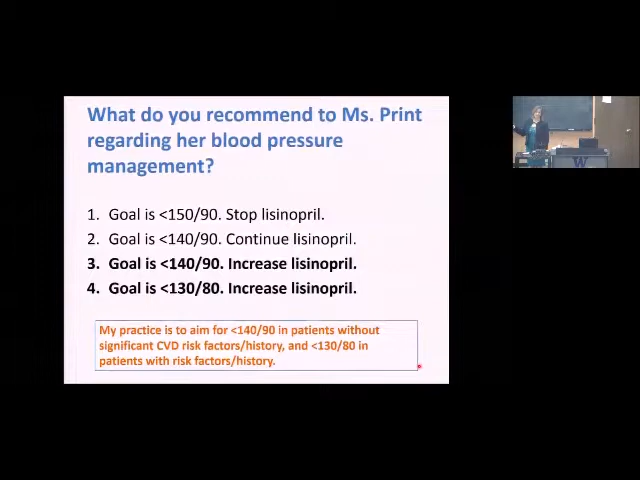 What do you recommend to Ms. Print
regarding her blood pressure
management?
1. Goal is <150/90. Stop lisinopril.
2. Goal is <140/90. Continue lisinopril.
3. Goal is <140/90. Increase lisinopril.
4. Goal is <130/80. Increase lisinopril.
My practice is to aim for <140/90 in patients without
significant CVD risk factors/history, and <130/80 in
patients with risk factors/history.
W